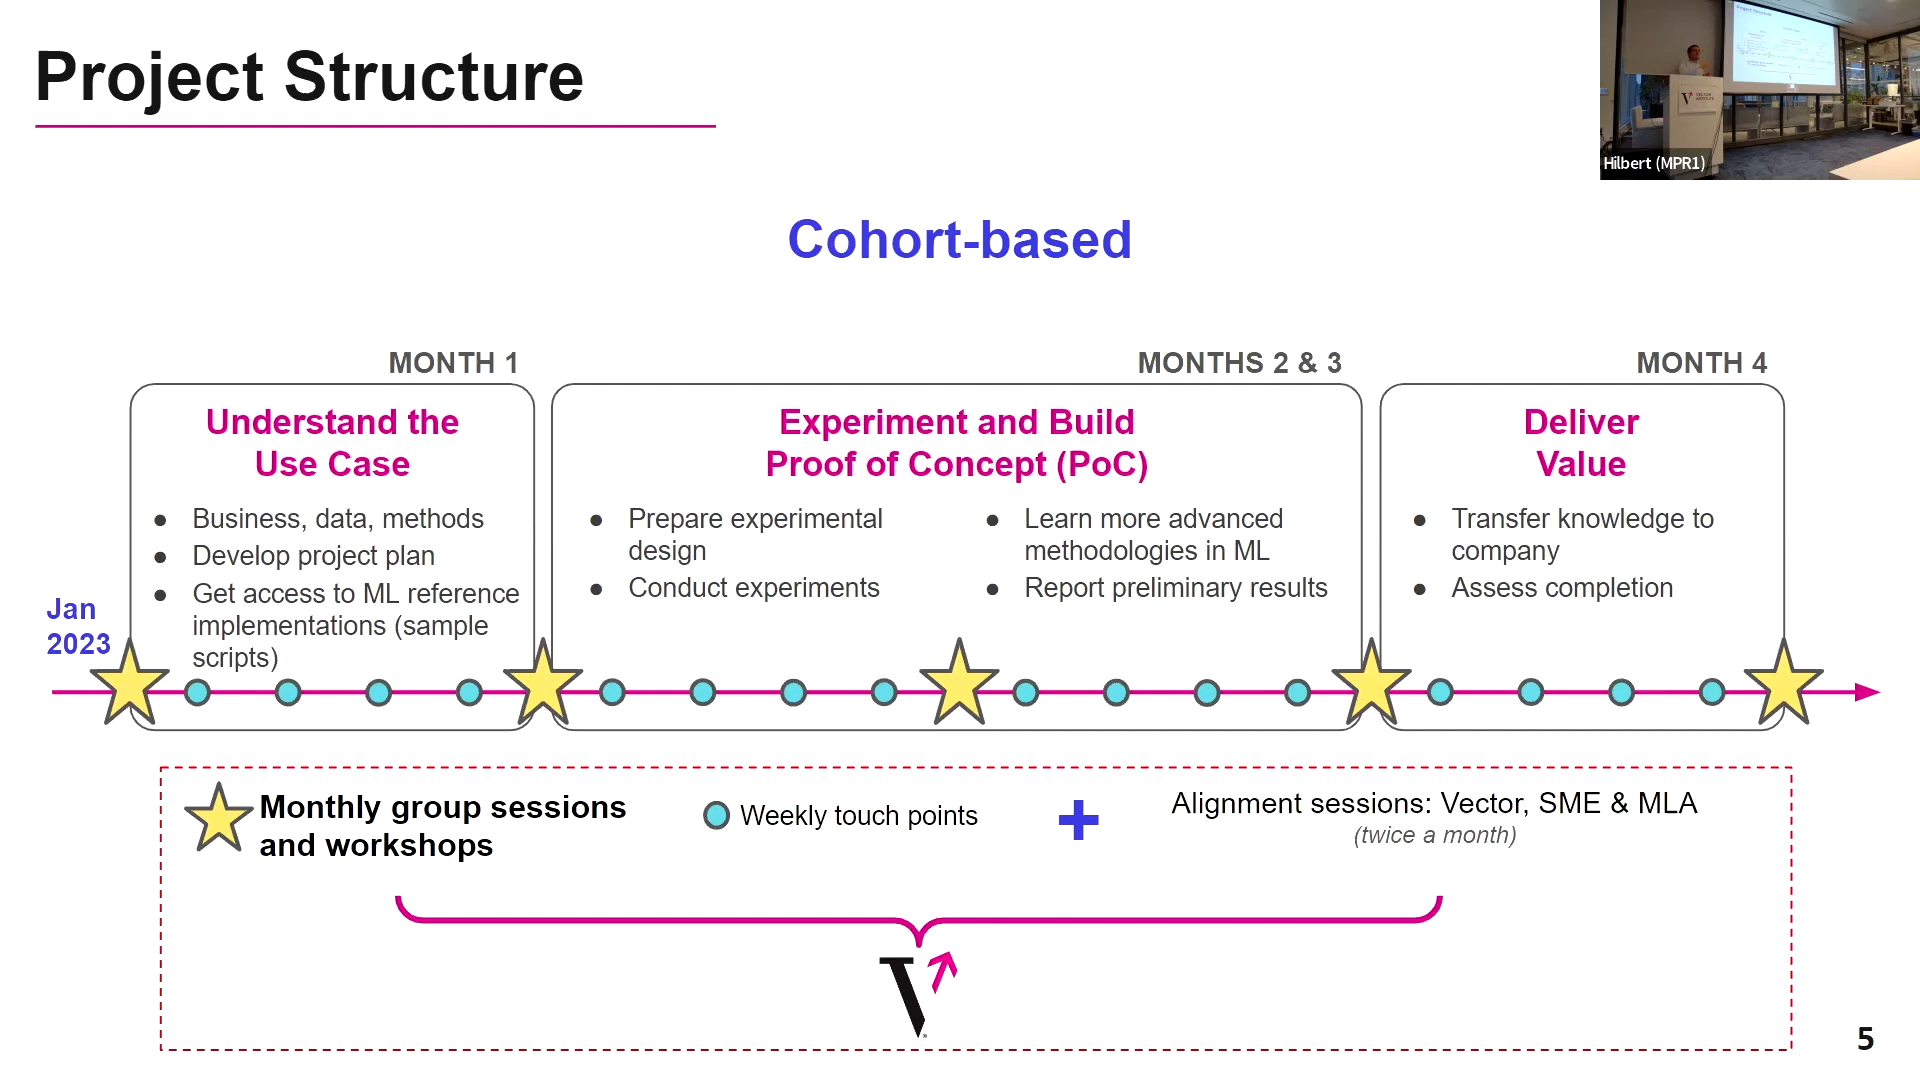 Project Structure
Hilbert (MPR1)
Cohort-based
MONTH 1
MONTHS 2 & 3
MONTH 4
Understand the
Use Case
● Business, data, methods
● Develop project plan
● Get access to ML reference
implementations (sample
scripts)
Experiment and Build
Proof of Concept (PoC)
● Prepare experimental
design
● Conduct experiments
● Learn more advanced
methodologies in ML
● Report preliminary results
Deliver
Value
● Transfer knowledge to
company
● Assess completion
Jan
2023
Monthly group sessions
and workshops
Weekly touch points
+
Alignment sessions: Vector, SME & MLA
(twice a month)
5